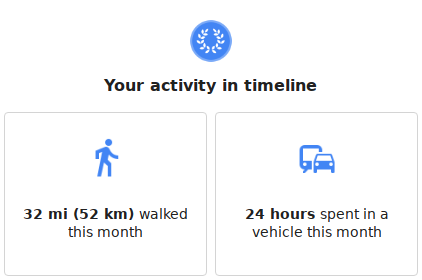 Your activity in timeline
32 mi (52 km) walked
this month
24 hours spent in a
vehicle this month